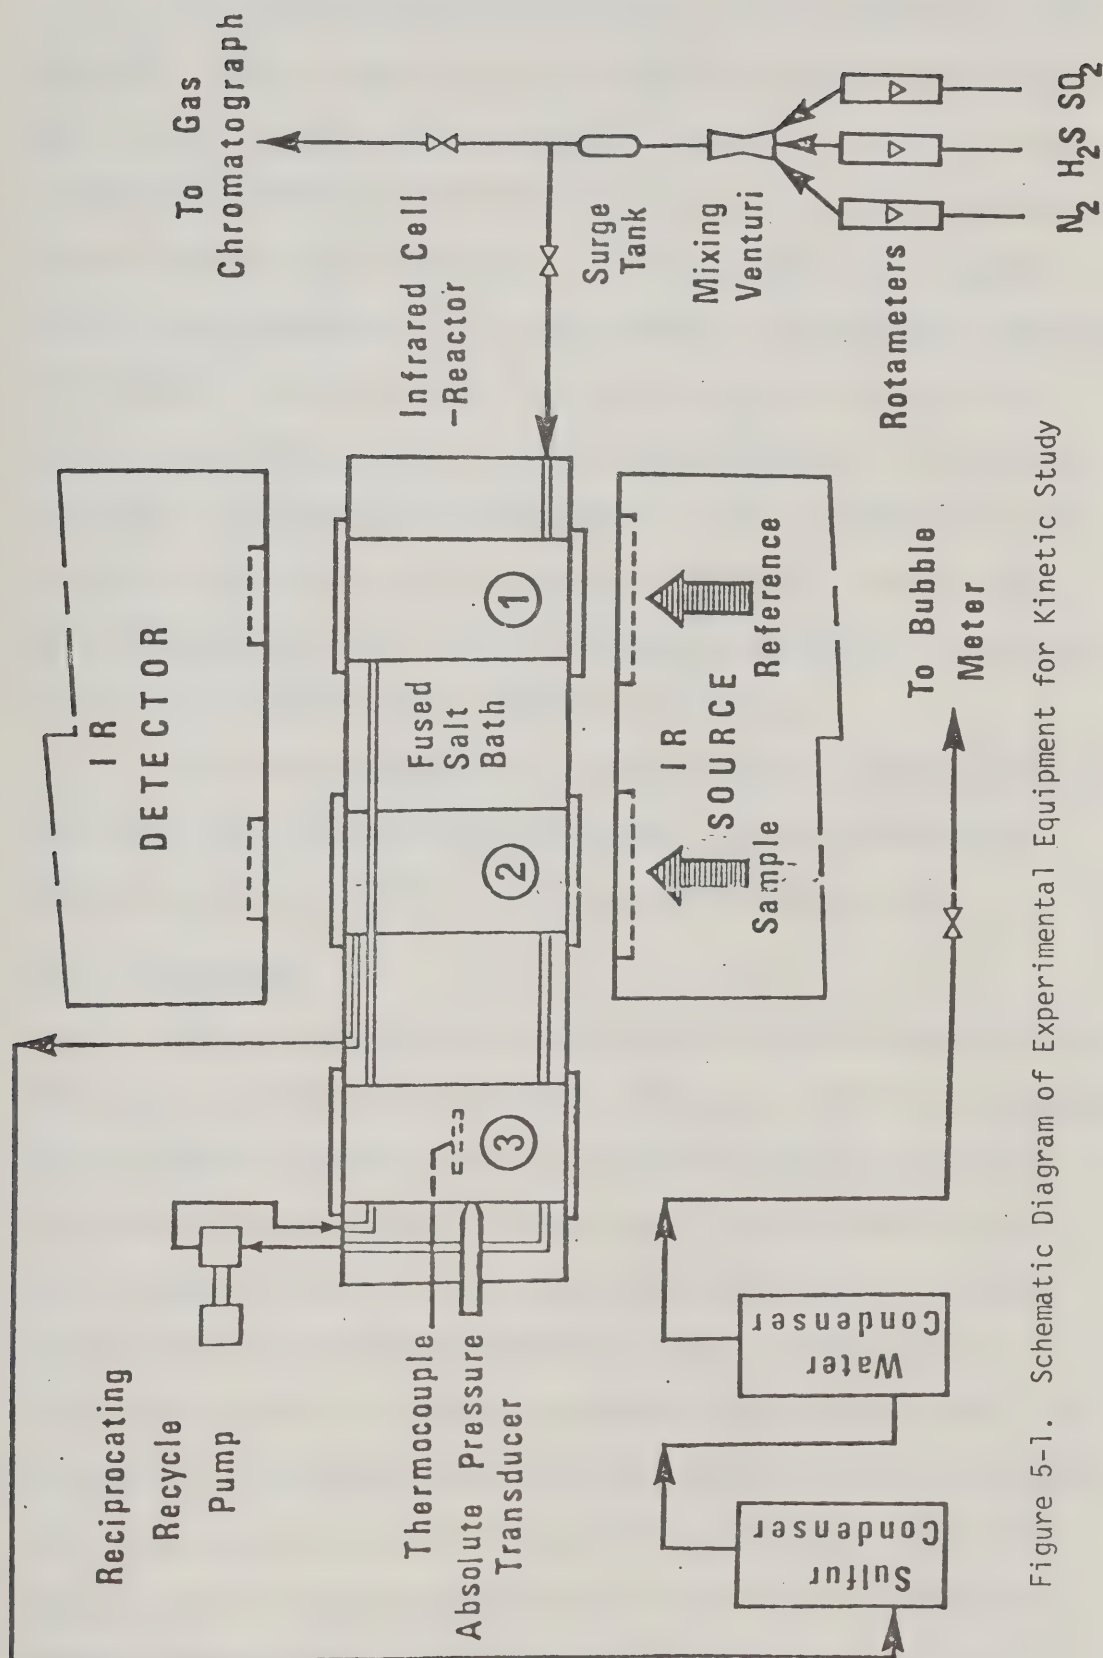 To Gas
Chromatograph
Infrared Cell
-Reactor
Surge
Tank
Mixing
Venturi
Rotameters
N₂ H₂S SO₂
IR
DETECTOR
Fused
Salt
Bath
1
2
3
IR
SOURCE
Sample
Reference
Reciprocating
Recycle
Pump
Thermocouple
Absolute Pressure
Transducer
Sulfur
Condenser
Water
Condenser
To Bubble
Meter
Figure 5-1. Schematic Diagram of Experimental Equipment for Kinetic Study